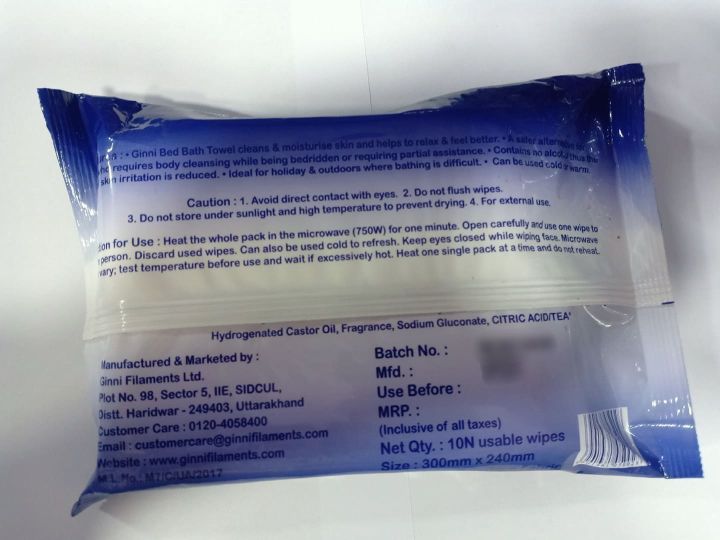 : • Ginni Bed Bath Towel cleans & moisturise skin and helps to relax & feel better. • A safer alternative for
requires body cleansing while being bedridden or requiring partial assistance. • Contains no alcohol thus the
skin irritation is reduced. • Ideal for holiday & outdoors where bathing is difficult. • Can be used cold or warm.
Caution : 1. Avoid direct contact with eyes. 2. Do not flush wipes.
3. Do not store under sunlight and high temperature to prevent drying. 4. For external use.
ion for Use : Heat the whole pack in the microwave (750W) for one minute. Open carefully and use one wipe to
person. Discard used wipes. Can also be used cold to refresh. Keep eyes closed while wiping face. Microwave
vary; test temperature before use and wait if excessively hot. Heat one single pack at a time and do not reheat.
Hydrogenated Castor Oil, Fragrance, Sodium Gluconate, CITRIC ACID/TEA
Manufactured & Marketed by :
Ginni Filaments Ltd.
Plot No. 98, Sector 5, IIE, SIDCUL,
Distt. Haridwar - 249403, Uttarakhand
Customer Care : 0120-4058400
Email : customercare@ginnifilaments.com
Website : www.ginnifilaments.com
M.L. No.: M7/C/UA/2017
Batch No. :
Mfd. :
Use Before :
MRP. :
(Inclusive of all taxes)
Net Qty. : 10N usable wipes
Size : 300mm x 240mm